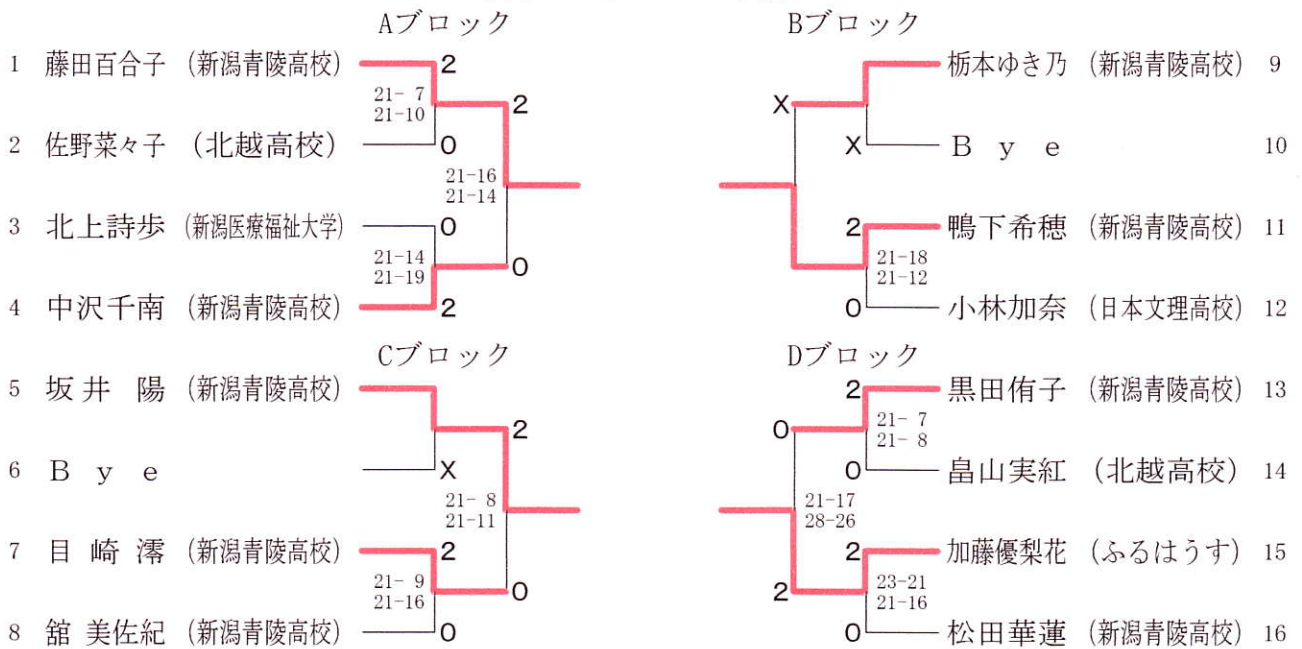 Aブロック
1 藤田百合子 (新潟青陵高校) 2
21- 7
21-10
2
2 佐野菜々子 (北越高校) 0
21-16
21-14
3 北上詩歩 (新潟医療福祉大学) 0
21-14
21-19
0
4 中沢千南 (新潟青陵高校) 2
Bブロック
栃本ゆき乃 (新潟青陵高校) 9
X
X Bye 10
2 鴨下希穂 (新潟青陵高校) 11
21-18
21-12
0 小林加奈 (日本文理高校) 12
Cブロック
5 坂井 陽 (新潟青陵高校)
2
6 Bye X
21- 8
21-11
7 目崎澪 (新潟青陵高校) 2
21- 9
21-16
0
8 舘 美佐紀 (新潟青陵高校) 0
Dブロック
2 黒田侑子 (新潟青陵高校) 13
21- 7
21- 8
0
0 畠山実紅 (北越高校) 14
21-17
28-26
2 加藤優梨花 (ふるはうす) 15
23-21
21-16
2
0 松田華蓮 (新潟青陵高校) 16